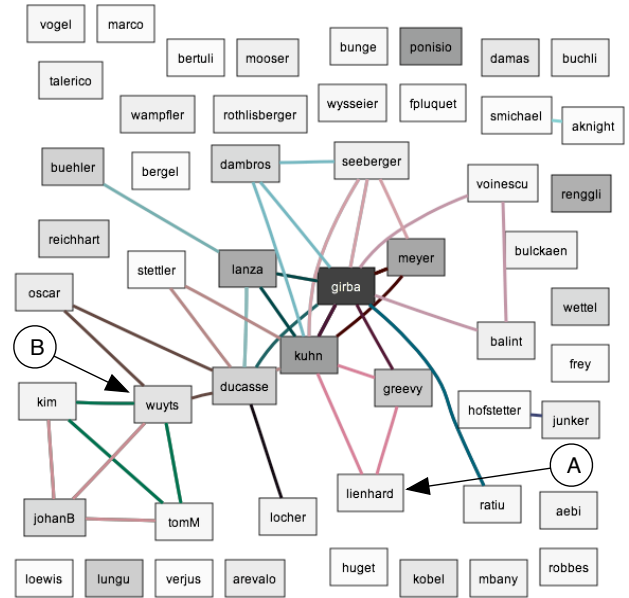 vogel
marco
bertuli
mooser
bunge
ponisio
damas
buchli
talerico
wampfler
rothlisberger
wysseier
fpluquet
smichael
aknight
buehler
bergel
dambros
seeberger
voinescu
renggli
reichhart
stettler
lanza
girba
meyer
bulckaen
oscar
wettel
B
kuhn
balint
frey
kim
wuyts
ducasse
greevy
hofstetter
junker
A
johanB
tomM
locher
lienhard
ratiu
aebi
loewis
lungu
verjus
arevalo
huget
kobel
mbany
robbes